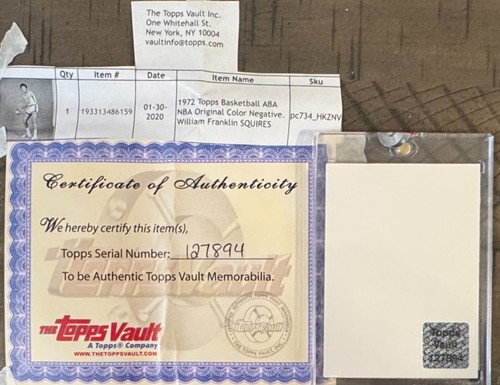 The Topps Vault Inc.
One Whitehall St.
New York, NY 10004
vaultinfo@topps.com
Qty Item # Date Item Name Sku
1 193313486159 01-30-2020 1972 Topps Basketball ABA
NBA Original Color Negative.
William Franklin SQUIRES
pc734_HKZNV
Certificate of Authenticity
We hereby certify this item(s),
Topps Serial Number: 127894
To be Authentic Topps Vault Memorabilia.
THE Topps Vault
A Topps® Company
WWW.THETOPPSVAULT.COM
Topps
Vault
127894